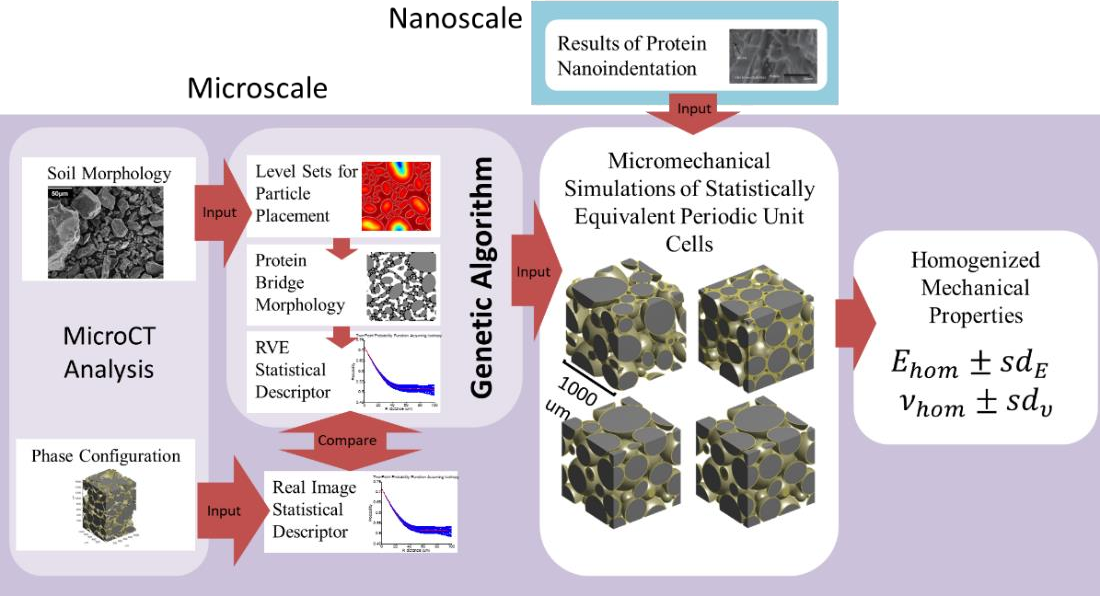 Nanoscale
Results of Protein
Nanoindentation
Input
Microscale
Soil Morphology
50µm
Input
MicroCT
Analysis
Phase Configuration
Input
Level Sets for
Particle
Placement
Protein
Bridge
Morphology
RVE
Statistical
Descriptor
Genetic Algorithm
Compare
Real Image
Statistical
Descriptor
Input
Micromechanical
Simulations of Statistically
Equivalent Periodic Unit
Cells
1000
um
Homogenized
Mechanical
Properties
E_hom ± sd_E
ν_hom ± sd_υ